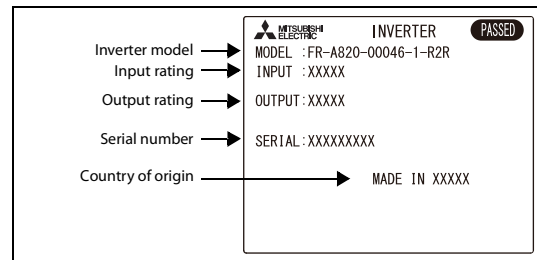 MITSUBISHI ELECTRIC INVERTER PASSED
Inverter model MODEL :FR-A820-00046-1-R2R
Input rating INPUT :XXXXX
Output rating OUTPUT:XXXXX
Serial number SERIAL:XXXXXXXXX
Country of origin MADE IN XXXXX